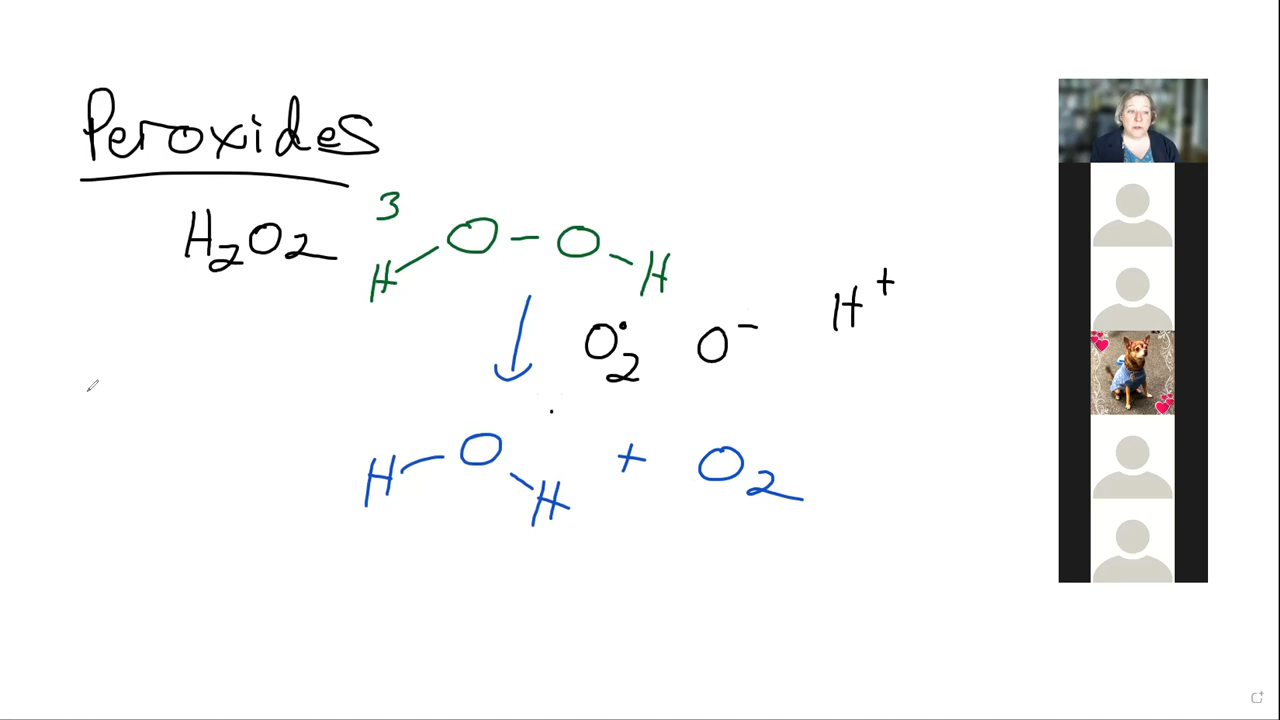 Peroxides
H₂O₂
3
H-O-O-H
O₂• O⁻ H⁺
H-O-H + O₂